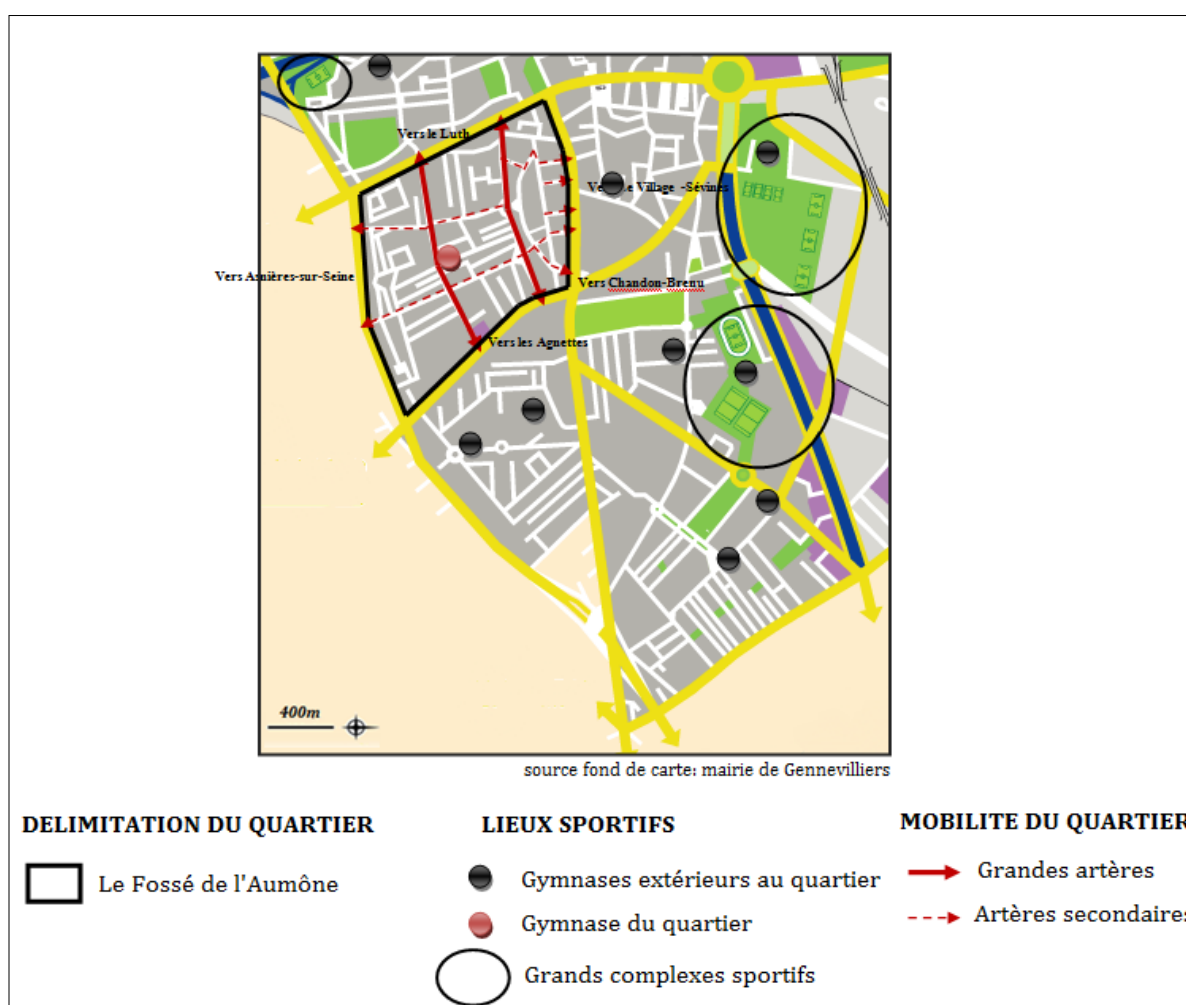 Vers le Luth
Village -Sévines
Vers Asnières-sur-Seine
Vers Chandon-Brenu
Vers les Agnettes
400m
source fond de carte: mairie de Gennevilliers
DELIMITATION DU QUARTIER
Le Fossé de l'Aumône
LIEUX SPORTIFS
Gymnases extérieurs au quartier
Gymnase du quartier
Grands complexes sportifs
MOBILITE DU QUARTIER
Grandes artères
Artères secondaires